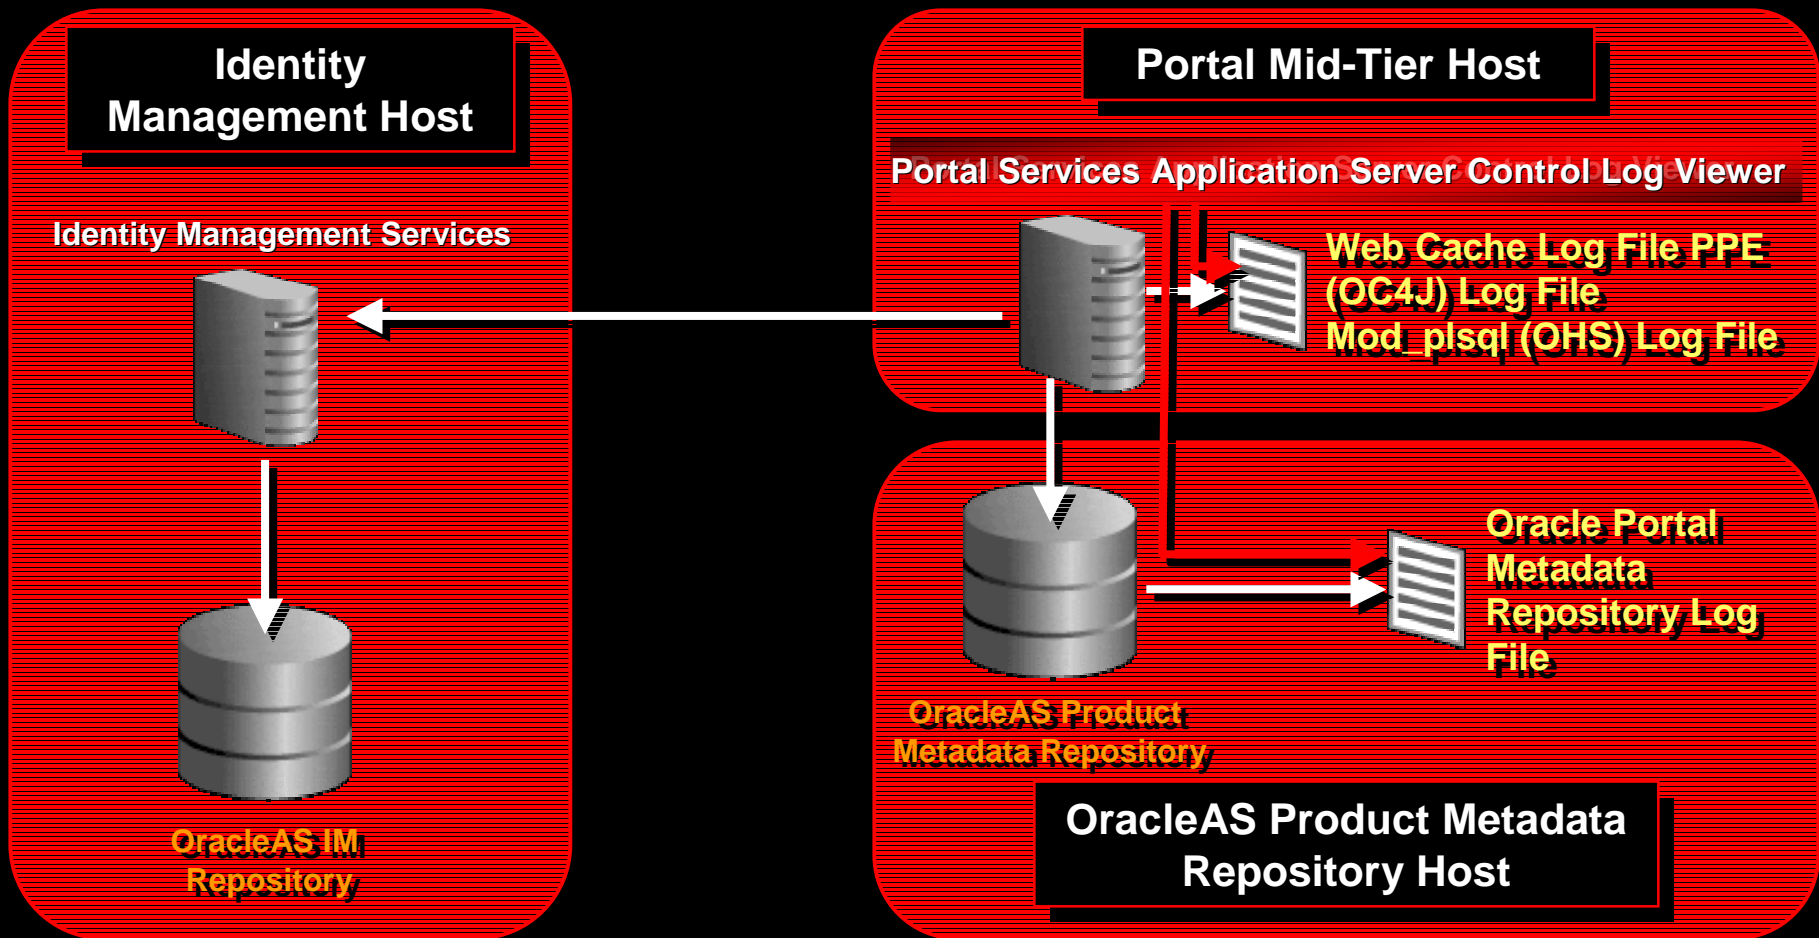 Identity
Management Host
Identity Management Services
OracleAS IM
Repository
Portal Mid-Tier Host
Portal Services Application Server Control Log Viewer
Web Cache Log File PPE
(OC4J) Log File
Mod_plsql (OHS) Log File
Oracle Portal
Metadata
Repository Log
File
OracleAS Product
Metadata Repository
OracleAS Product Metadata
Repository Host